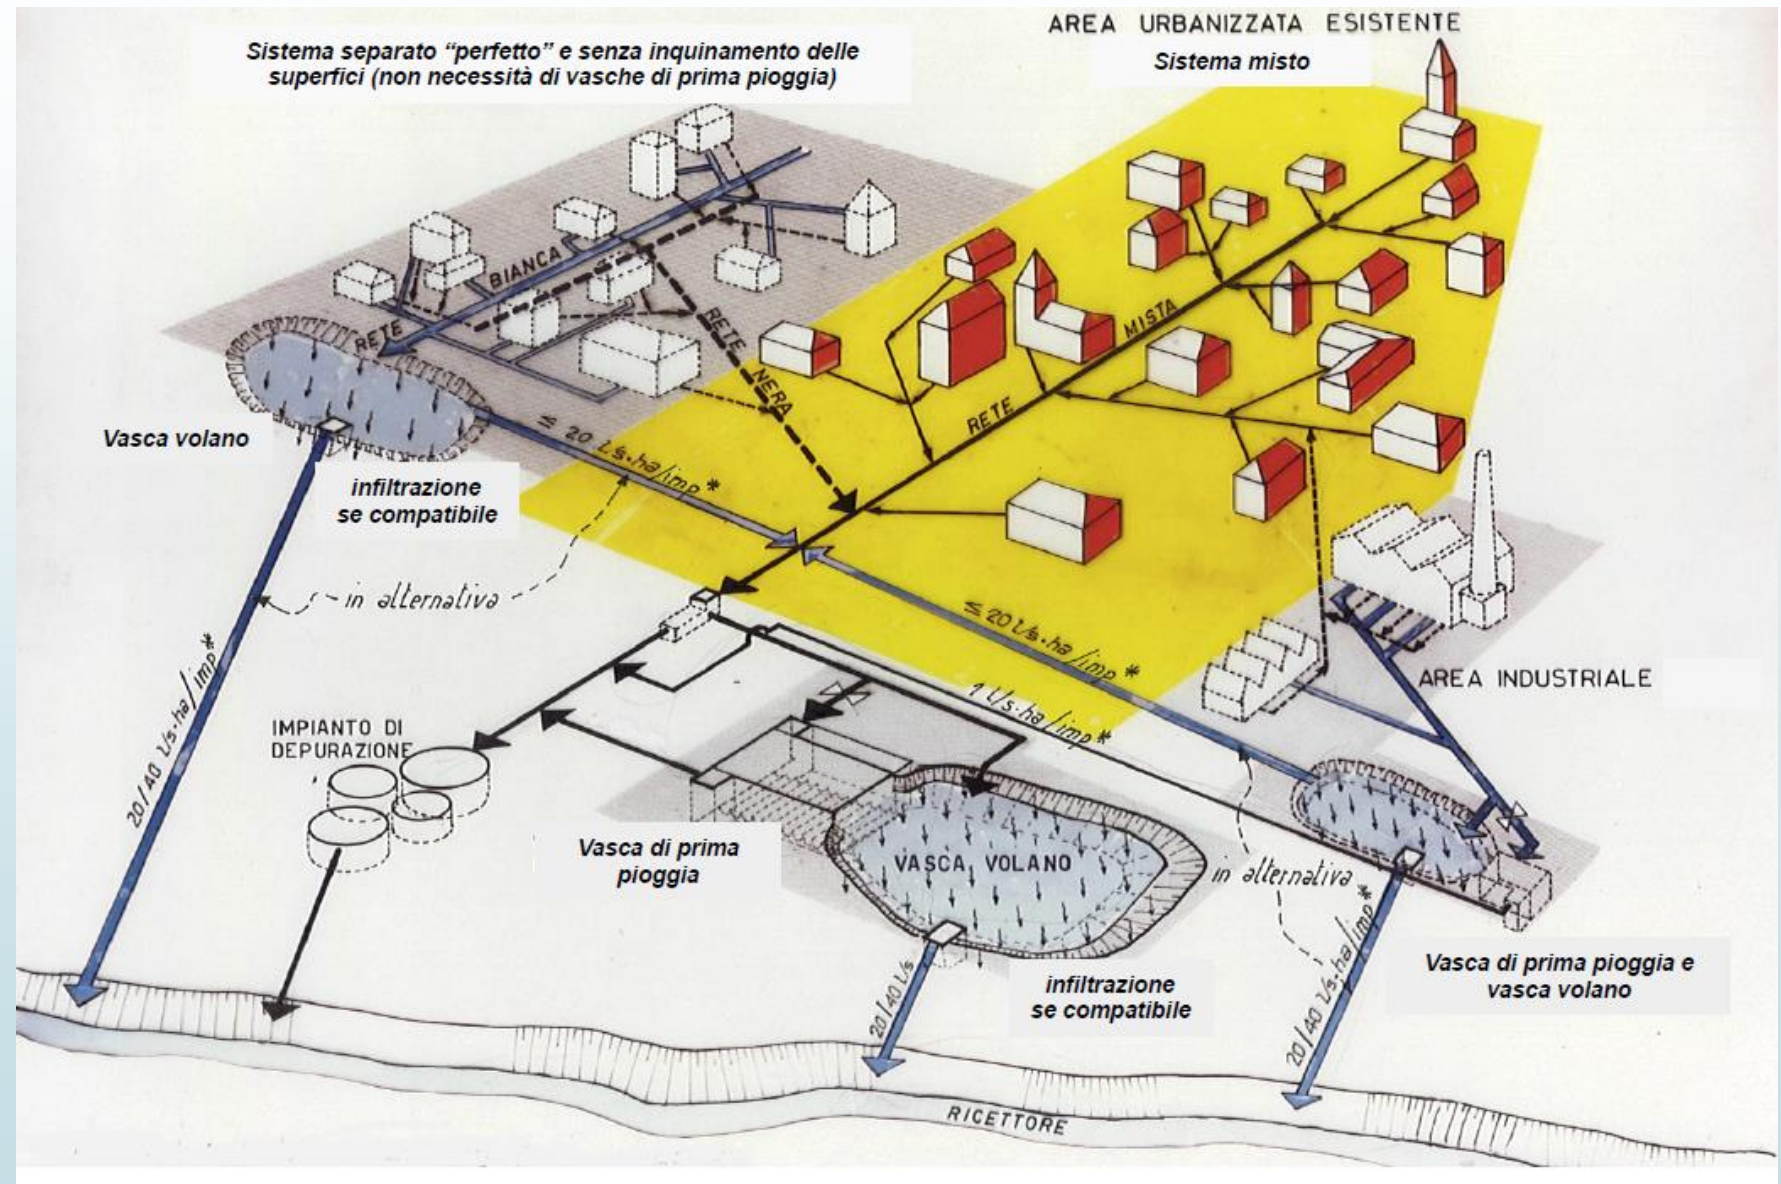 AREA URBANIZZATA ESISTENTE
Sistema separato “perfetto” e senza inquinamento delle
superfici (non necessità di vasche di prima pioggia)
Sistema misto
BIANCA
RETE
RETE
NERA
MISTA
RETE
Vasca volano
infiltrazione
se compatibile
≤ 20 l/s·ha/imp*
in alternativa
20/40 l/s·ha/imp*
≤ 20 l/s·ha/imp*
1 l/s·ha/imp*
AREA INDUSTRIALE
IMPIANTO DI
DEPURAZIONE
Vasca di prima
pioggia
VASCA VOLANO
in alternativa
20/40 l/s
infiltrazione
se compatibile
20/40 l/s·ha/imp*
Vasca di prima pioggia e
vasca volano
RICETTORE